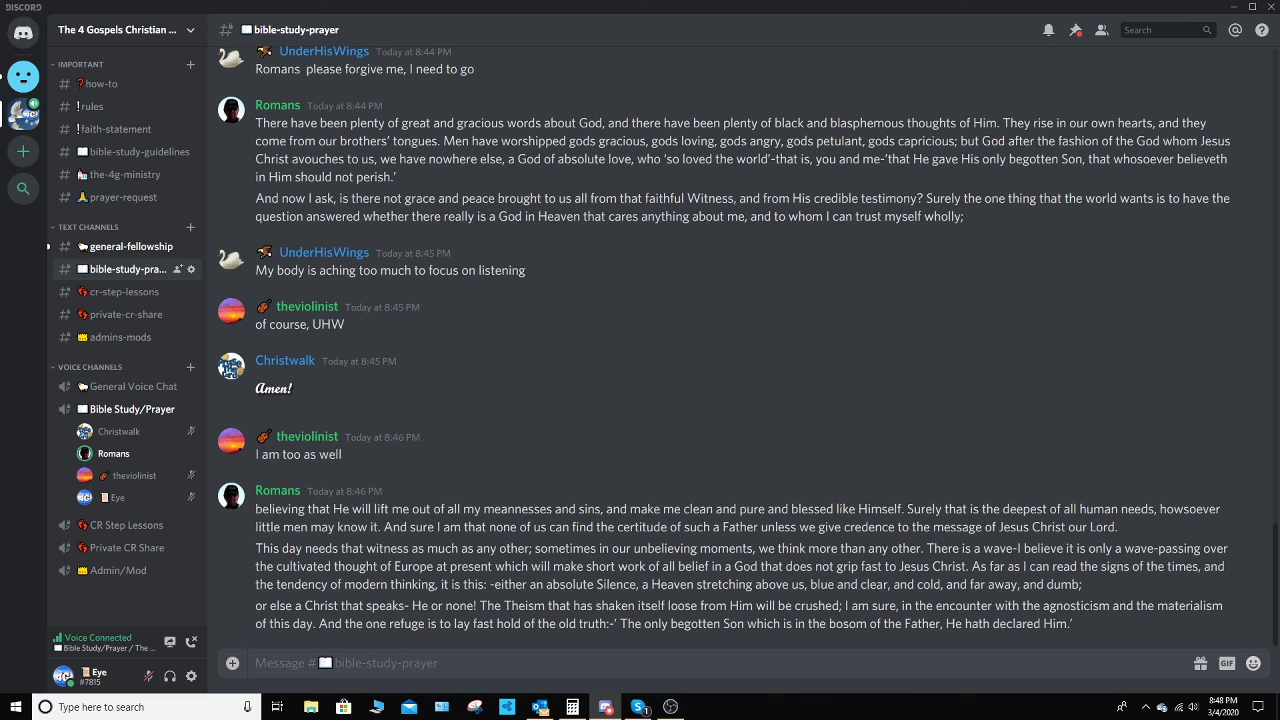 DISCORD
The 4 Gospels Christian ...
IMPORTANT
how-to
rules
faith-statement
bible-study-guidelines
the-4g-ministry
prayer-request
TEXT CHANNELS
general-fellowship
bible-study-pra...
cr-step-lessons
private-cr-share
admins-mods
VOICE CHANNELS
General Voice Chat
Bible Study/Prayer
Christwalk
Romans
theviolinist
Eye
CR Step Lessons
Private CR Share
Admin/Mod
Voice Connected
Bible Study/Prayer / The ...
Eye
#7815
bible-study-prayer
Search
UnderHisWings Today at 8:44 PM
Romans please forgive me, I need to go
Romans Today at 8:44 PM
There have been plenty of great and gracious words about God, and there have been plenty of black and blasphemous thoughts of Him. They rise in our own hearts, and they
come from our brothers' tongues. Men have worshipped gods gracious, gods loving, gods angry, gods petulant, gods capricious; but God after the fashion of the God whom Jesus
Christ avouches to us, we have nowhere else, a God of absolute love, who 'so loved the world'-that is, you and me-'that He gave His only begotten Son, that whosoever believeth
in Him should not perish.'
And now I ask, is there not grace and peace brought to us all from that faithful Witness, and from His credible testimony? Surely the one thing that the world wants is to have the
question answered whether there really is a God in Heaven that cares anything about me, and to whom I can trust myself wholly;
UnderHisWings Today at 8:45 PM
My body is aching too much to focus on listening
theviolinist Today at 8:45 PM
of course, UHW
Christwalk Today at 8:45 PM
Amen!
theviolinist Today at 8:46 PM
I am too as well
Romans Today at 8:46 PM
believing that He will lift me out of all my meannesses and sins, and make me clean and pure and blessed like Himself. Surely that is the deepest of all human needs, howsoever
little men may know it. And sure I am that none of us can find the certitude of such a Father unless we give credence to the message of Jesus Christ our Lord.
This day needs that witness as much as any other; sometimes in our unbelieving moments, we think more than any other. There is a wave-I believe it is only a wave-passing over
the cultivated thought of Europe at present which will make short work of all belief in a God that does not grip fast to Jesus Christ. As far as I can read the signs of the times, and
the tendency of modern thinking, it is this: -either an absolute Silence, a Heaven stretching above us, blue and clear, and cold, and far away, and dumb;
or else a Christ that speaks- He or none! The Theism that has shaken itself loose from Him will be crushed; I am sure, in the encounter with the agnosticism and the materialism
of this day. And the one refuge is to lay fast hold of the old truth:-' The only begotten Son which is in the bosom of the Father, He hath declared Him.'
Message # bible-study-prayer
GIF
Type here to search
8:48 PM
3/4/2020